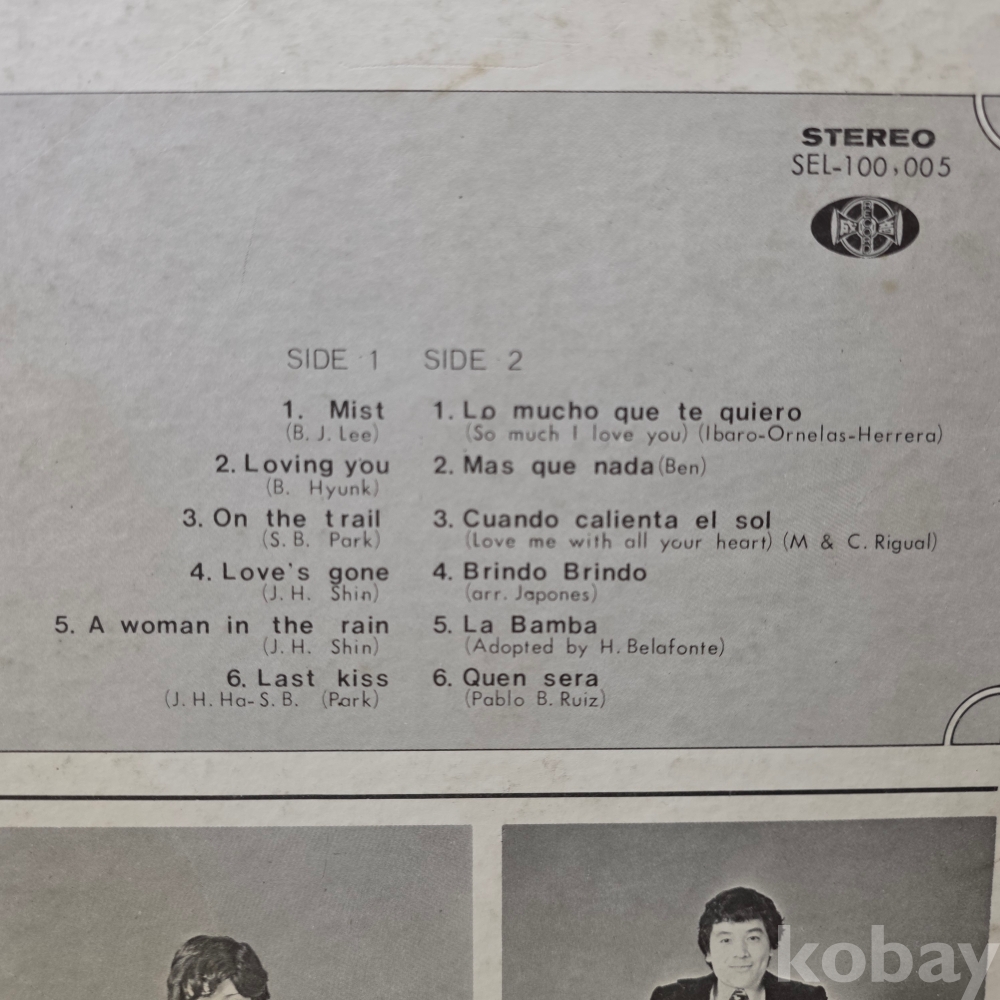 STEREO
SEL-100,005
成音
SIDE 1
1. Mist
(B. J. Lee)
2. Loving you
(B. Hyunk)
3. On the trail
(S. B. Park)
4. Love's gone
(J. H. Shin)
5. A woman in the rain
(J. H. Shin)
6. Last kiss
(J. H. Ha-S. B. (Park)
SIDE 2
1. Lo mucho que te quiero
(So much I love you) (Ibaro-Ornelas-Herrera)
2. Mas que nada (Ben)
3. Cuando calienta el sol
(Love me with all your heart) (M & C. Rigual)
4. Brindo Brindo
(arr. Japones)
5. La Bamba
(Adopted by H. Belafonte)
6. Quen sera
(Pablo B. Ruiz)
kobay